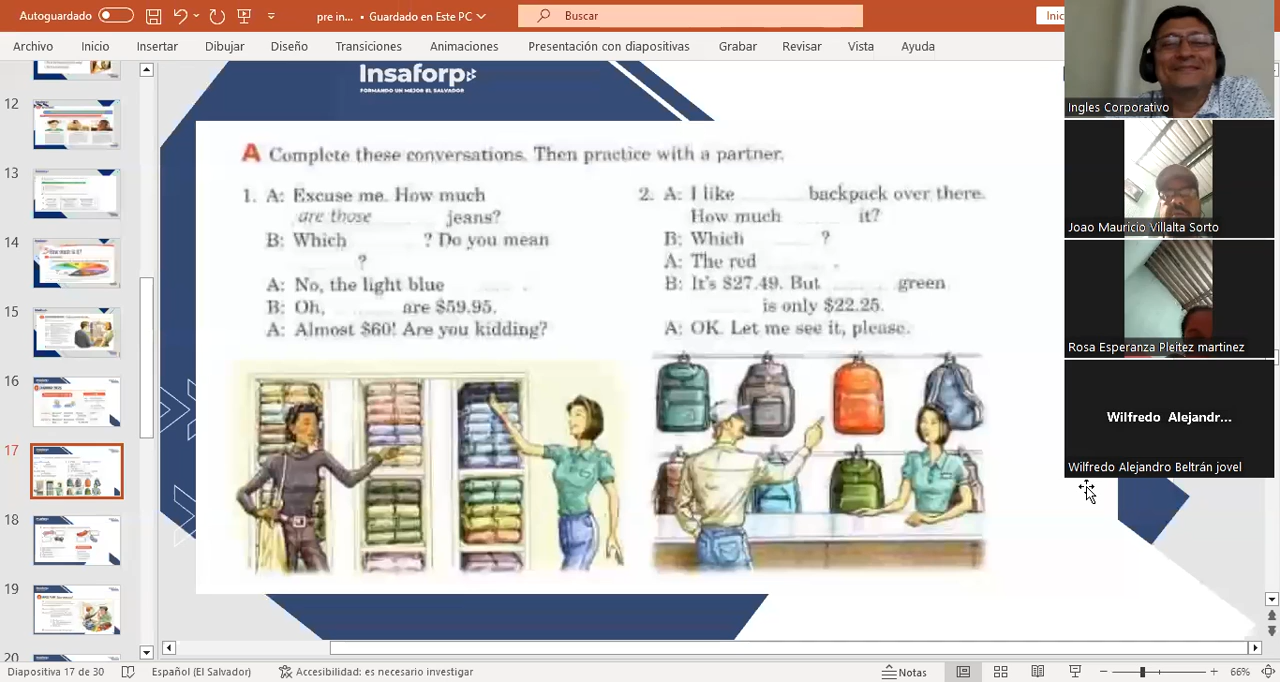 Autoguardado
pre in... • Guardado en Este PC
Buscar
Inic
Archivo Inicio Insertar Dibujar Diseño Transiciones Animaciones Presentación con diapositivas Grabar Revisar Vista Ayuda
Insaforp
FORMANDO UN MEJOR EL SALVADOR
A Complete these conversations. Then practice with a partner.
1. A: Excuse me. How much
are those jeans?
B: Which ? Do you mean
?
A: No, the light blue .
B: Oh, are $59.95.
A: Almost $60! Are you kidding?
2. A: I like backpack over there.
How much it?
B: Which ?
A: The red .
B: It's $27.49. But green
is only $22.25.
A: OK. Let me see it, please.
12
13
14
15
16
17
18
19
20
Ingles Corporativo
Joao Mauricio Villalta Sorto
Rosa Esperanza Pleitez martinez
Wilfredo Alejandr...
Wilfredo Alejandro Beltrán jovel
Diapositiva 17 de 30
Español (El Salvador)
Accesibilidad: es necesario investigar
Notas
66%